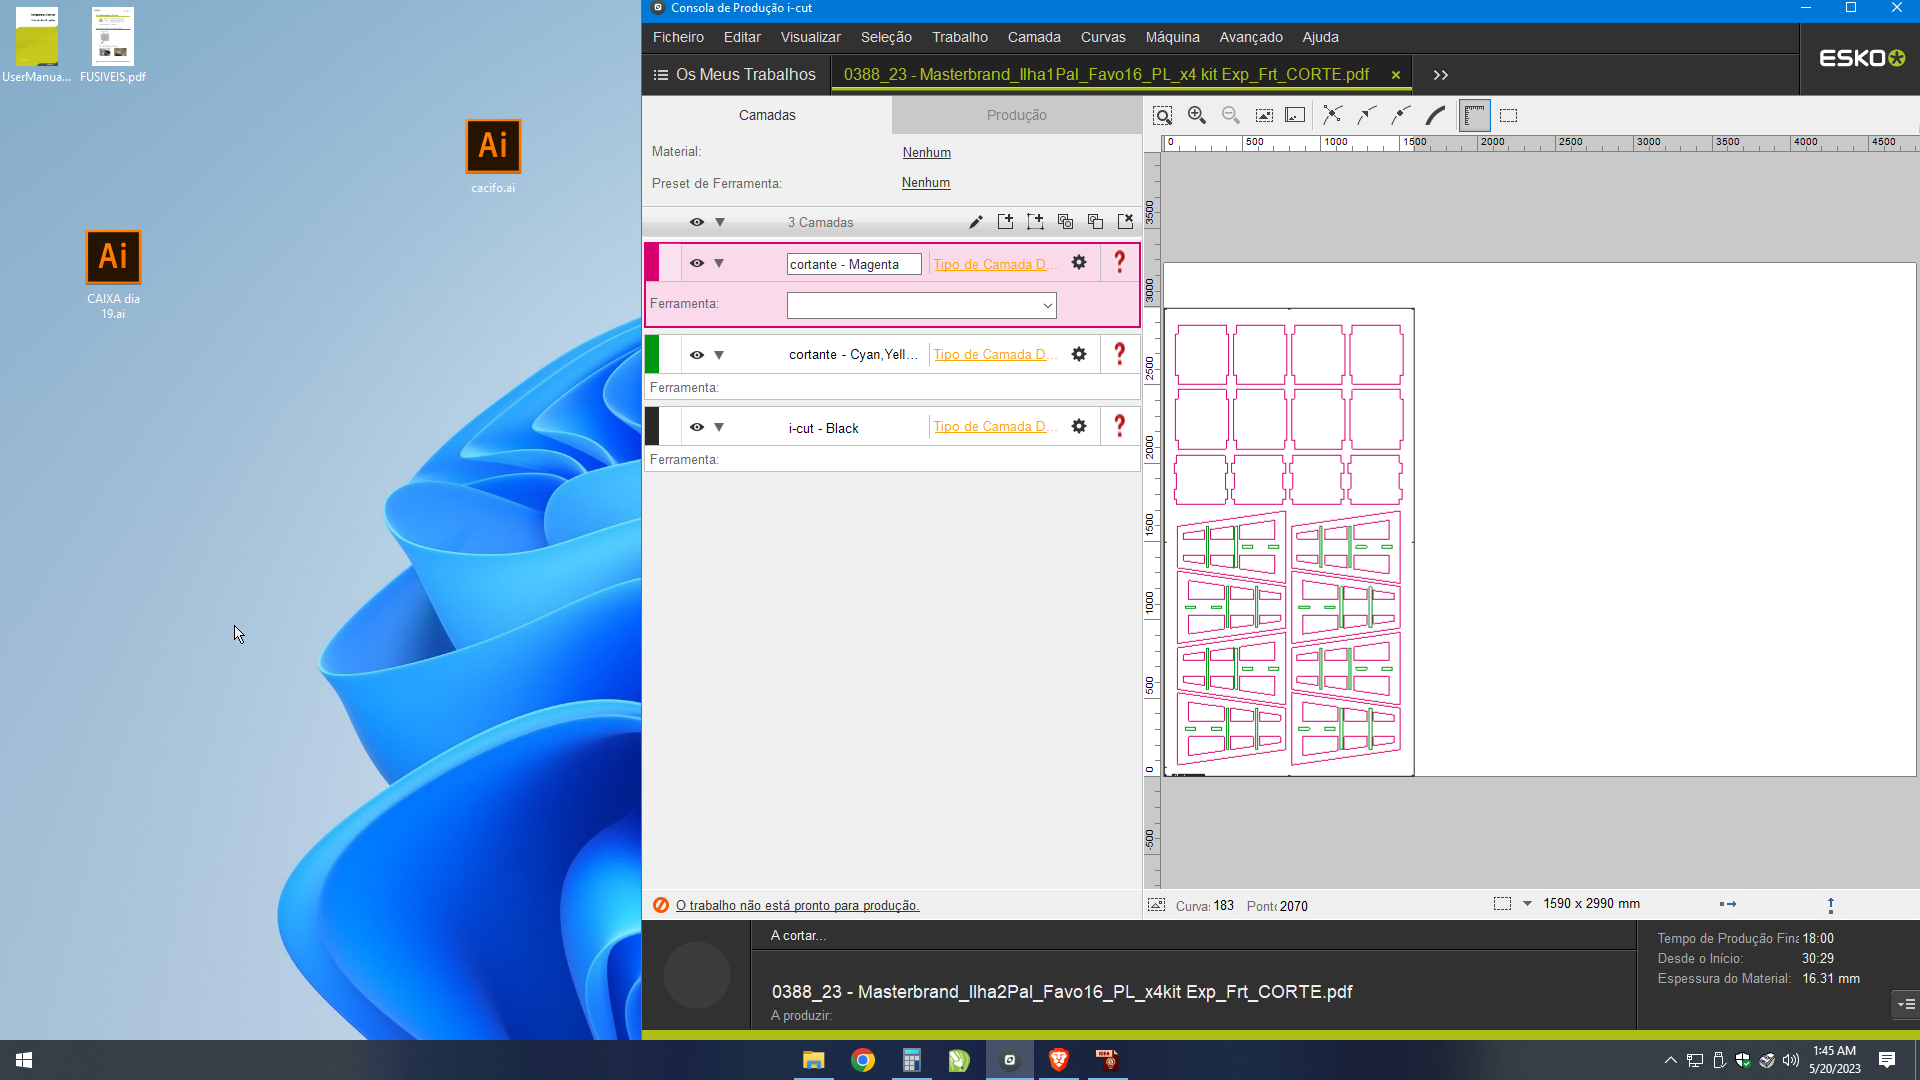 UserManua...
FUSIVEIS.pdf
Ai
cacifo.ai
Ai
CAIXA dia
19.ai
Consola de Produção i-cut
Ficheiro Editar Visualizar Seleção Trabalho Camada Curvas Máquina Avançado Ajuda
ESKO
Os Meus Trabalhos
0388_23 - Masterbrand_Ilha1Pal_Favo16_PL_x4 kit Exp_Frt_CORTE.pdf
Camadas Produção
Material: Nenhum
Preset de Ferramenta: Nenhum
3 Camadas
cortante - Magenta Tipo de Camada D...
Ferramenta:
cortante - Cyan,Yell... Tipo de Camada D...
Ferramenta:
i-cut - Black Tipo de Camada D...
Ferramenta:
0 500 1000 1500 2000 2500 3000 3500 4000 4500
3500
3000
2500
2000
1500
1000
500
0
-500
O trabalho não está pronto para produção.
Curva: 183 Ponto 2070 1590 x 2990 mm
A cortar...
0388_23 - Masterbrand_Ilha2Pal_Favo16_PL_x4kit Exp_Frt_CORTE.pdf
A produzir:
Tempo de Produção Fina 18:00
Desde o Início: 30:29
Espessura do Material: 16.31 mm
1:45 AM
5/20/2023